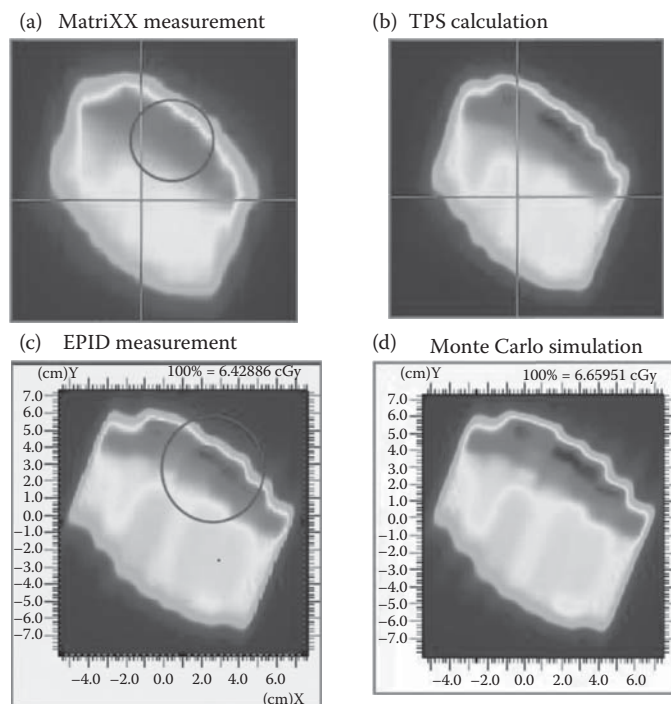 (a) MatriXX measurement
(b) TPS calculation
(c) EPID measurement
(cm)Y
100% = 6.42886 cGy
7.0
6.0
5.0
4.0
3.0
2.0
1.0
0.0
−1.0
−2.0
−3.0
−4.0
−5.0
−6.0
−7.0
−4.0 −2.0 0.0 2.0 4.0 6.0
(cm)X
(d) Monte Carlo simulation
(cm)Y
100% = 6.65951 cGy
7.0
6.0
5.0
4.0
3.0
2.0
1.0
0.0
−1.0
−2.0
−3.0
−4.0
−5.0
−6.0
−7.0
−4.0 −2.0 0.0 2.0 4.0 6.0